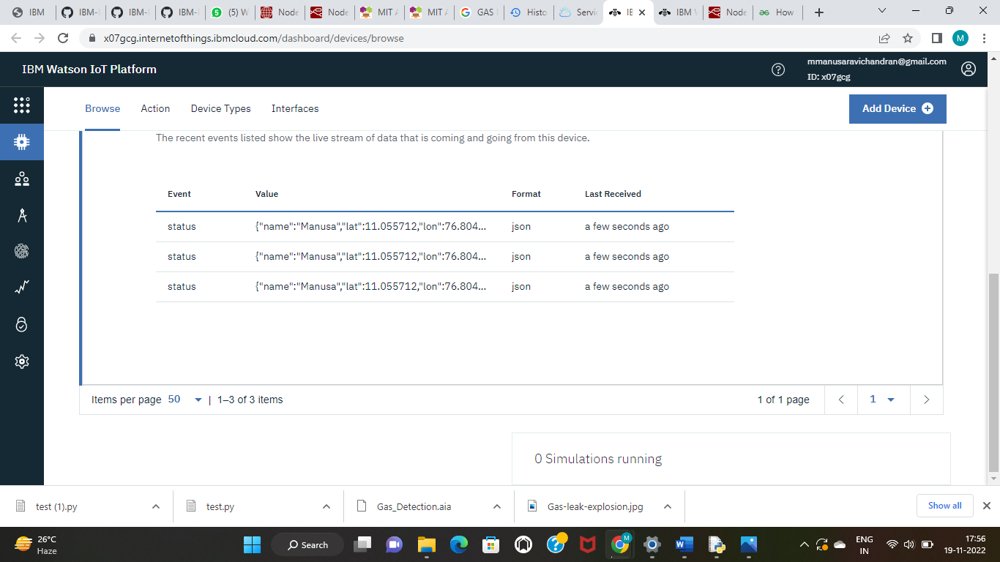 IBM
IBM-
IBM-
IBM-
(5) W
Node
Node
MIT
MIT
GAS
Histo
Servi
IBM
Node
How
x07gcg.internetofthings.ibmcloud.com/dashboard/devices/browse
M
IBM Watson IoT Platform
mmanusaravichandran@gmail.com
ID: x07gcg
Browse
Action
Device Types
Interfaces
Add Device
The recent events listed show the live stream of data that is coming and going from this device.
Event Value Format Last Received
status {"name":"Manusa","lat":11.055712,"lon":76.804... json a few seconds ago
status {"name":"Manusa","lat":11.055712,"lon":76.804... json a few seconds ago
status {"name":"Manusa","lat":11.055712,"lon":76.804... json a few seconds ago
Items per page 50 | 1–3 of 3 items
1 of 1 page
1
0 Simulations running
test (1).py
test.py
Gas_Detection.aia
Gas-leak-explosion.jpg
Show all
26°C
Haze
Search
M
ENG
IN
17:56
19-11-2022